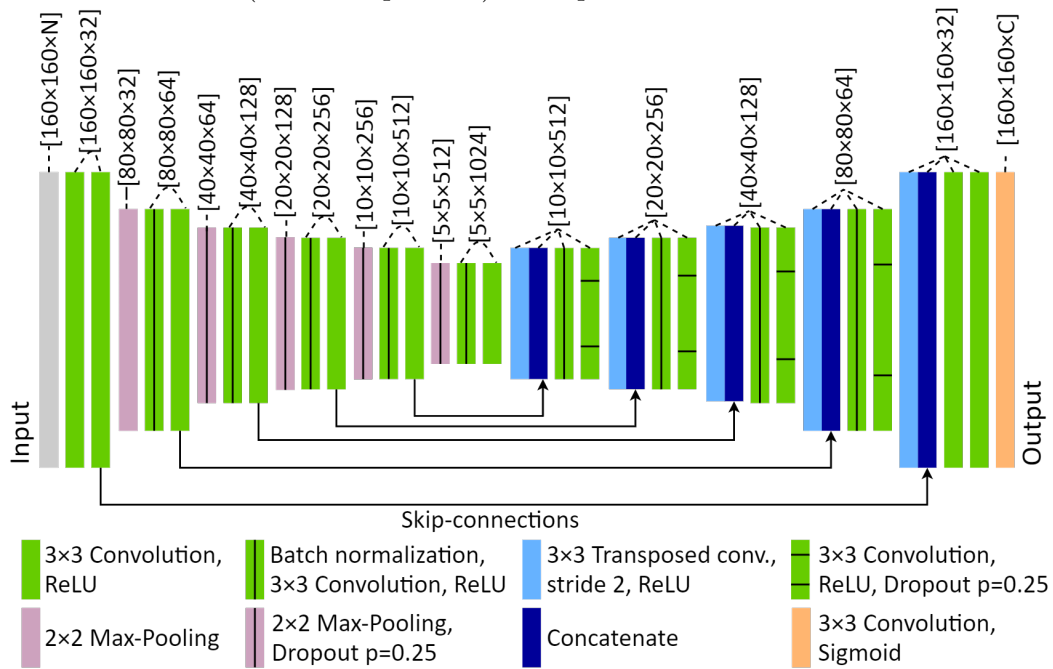 [160×160×N]
[160×160×32]
[80×80×32]
[80×80×64]
[40×40×64]
[40×40×128]
[20×20×128]
[20×20×256]
[10×10×256]
[10×10×512]
[5×5×512]
[5×5×1024]
[10×10×512]
[20×20×256]
[40×40×128]
[80×80×64]
[160×160×32]
[160×160×C]
Input
Output
Skip-connections
3×3 Convolution,
ReLU
Batch normalization,
3×3 Convolution, ReLU
3×3 Transposed conv.,
stride 2, ReLU
3×3 Convolution,
ReLU, Dropout p=0.25
2×2 Max-Pooling
2×2 Max-Pooling,
Dropout p=0.25
Concatenate
3×3 Convolution,
Sigmoid